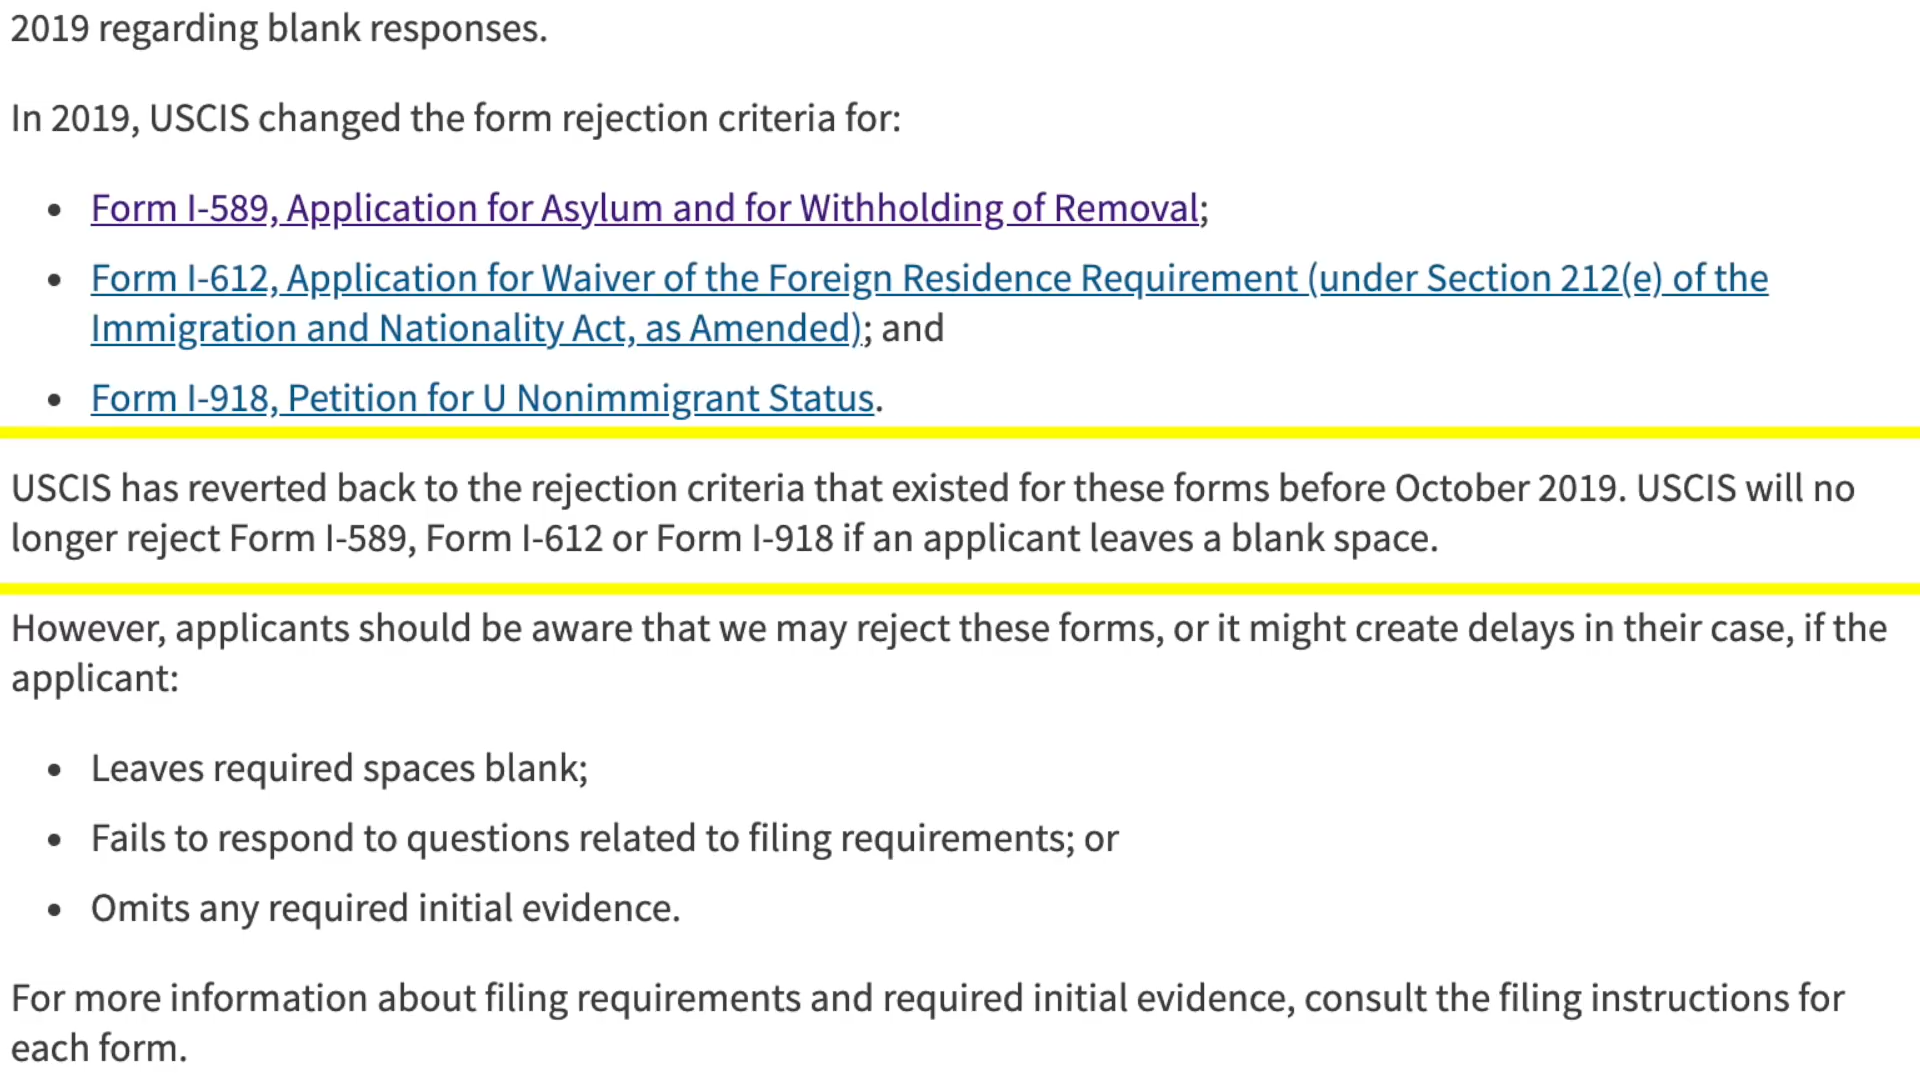 2019 regarding blank responses.
In 2019, USCIS changed the form rejection criteria for:
• Form I-589, Application for Asylum and for Withholding of Removal;
• Form I-612, Application for Waiver of the Foreign Residence Requirement (under Section 212(e) of the
Immigration and Nationality Act, as Amended); and
• Form I-918, Petition for U Nonimmigrant Status.
USCIS has reverted back to the rejection criteria that existed for these forms before October 2019. USCIS will no
longer reject Form I-589, Form I-612 or Form I-918 if an applicant leaves a blank space.
However, applicants should be aware that we may reject these forms, or it might create delays in their case, if the
applicant:
• Leaves required spaces blank;
• Fails to respond to questions related to filing requirements; or
• Omits any required initial evidence.
For more information about filing requirements and required initial evidence, consult the filing instructions for
each form.